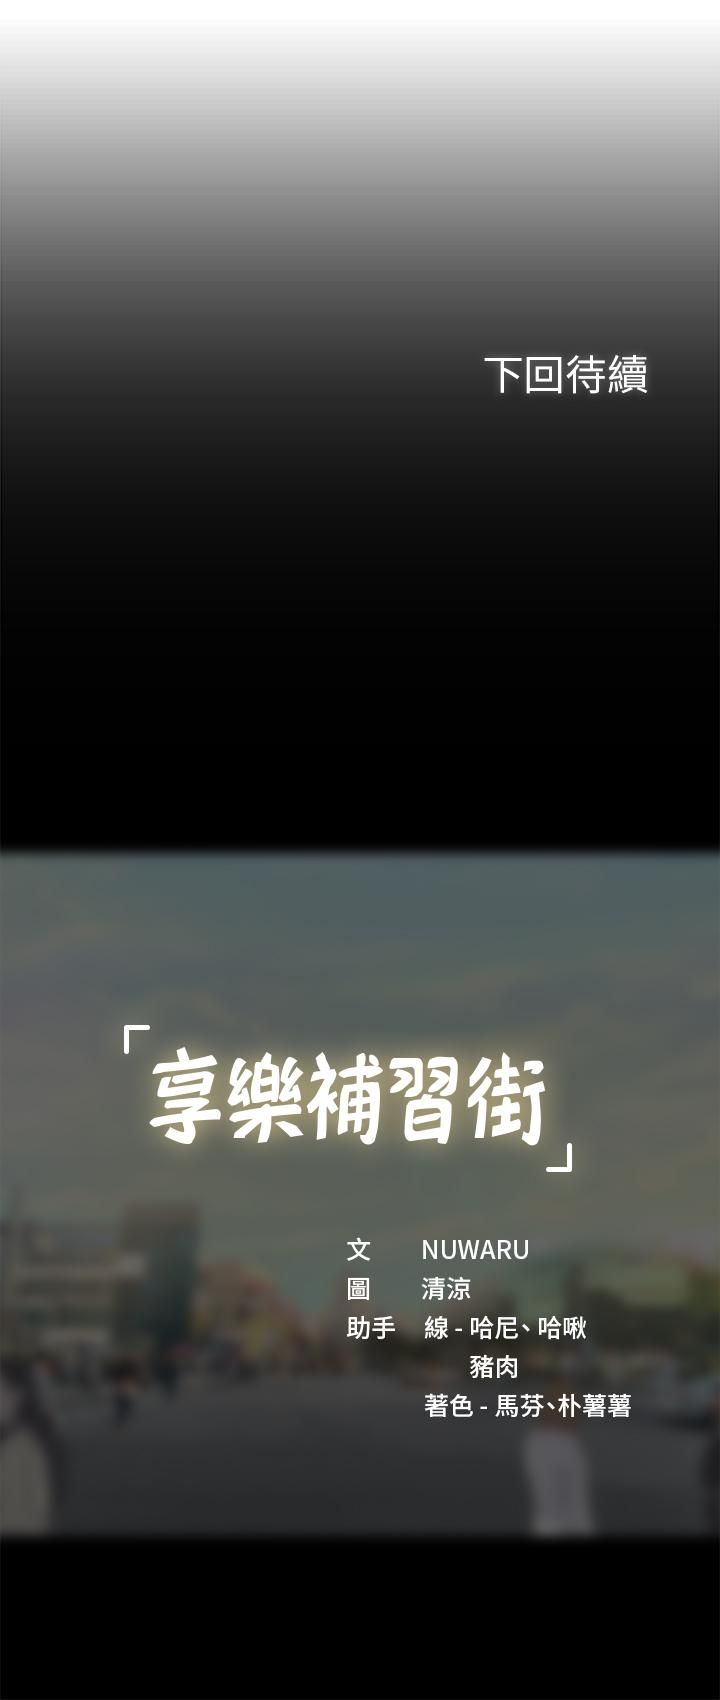 下回待續
「享樂補習街」
文 NUWARU
圖 清涼
助手 線 - 哈尼、哈啾
豬肉
著色 - 馬芬、朴薯薯